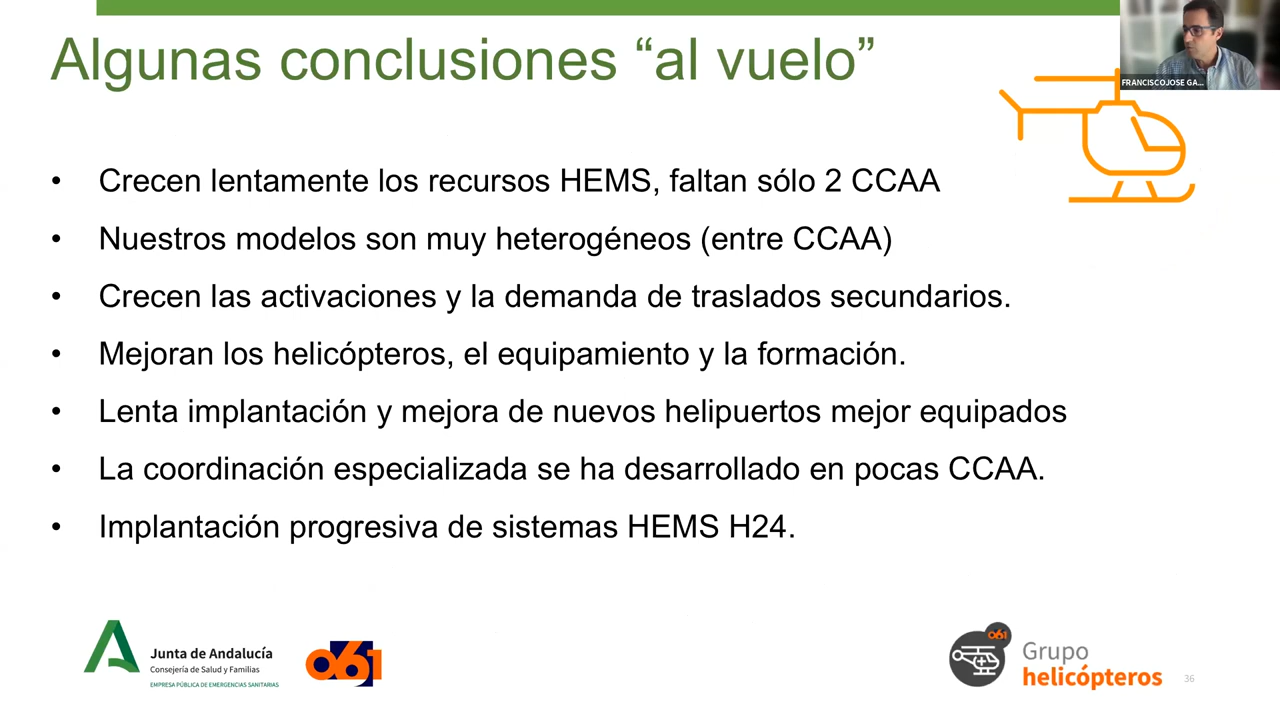 Algunas conclusiones “al vuelo”
FRANCISCOJOSE GA...
• Crecen lentamente los recursos HEMS, faltan sólo 2 CCAA
• Nuestros modelos son muy heterogéneos (entre CCAA)
• Crecen las activaciones y la demanda de traslados secundarios.
• Mejoran los helicópteros, el equipamiento y la formación.
• Lenta implantación y mejora de nuevos helipuertos mejor equipados
• La coordinación especializada se ha desarrollado en pocas CCAA.
• Implantación progresiva de sistemas HEMS H24.
Junta de Andalucía
Consejería de Salud y Familias
EMPRESA PÚBLICA DE EMERGENCIAS SANITARIAS
061
061
Grupo
helicópteros
36